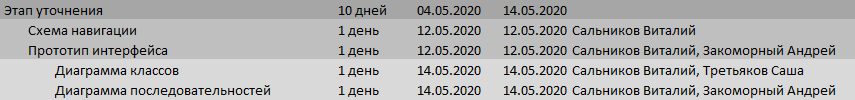 Этап уточнения 10 дней 04.05.2020 14.05.2020
Схема навигации 1 день 12.05.2020 12.05.2020 Сальников Виталий
Прототип интерфейса 1 день 12.05.2020 12.05.2020 Сальников Виталий, Закоморный Андрей
Диаграмма классов 1 день 14.05.2020 14.05.2020 Сальников Виталий, Третьяков Саша
Диаграмма последовательностей 1 день 14.05.2020 14.05.2020 Сальников Виталий, Закоморный Андрей